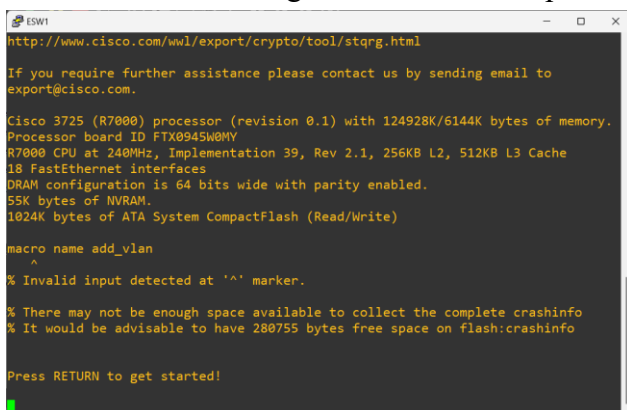 ESW1
http://www.cisco.com/wwl/export/crypto/tool/stqrg.html
If you require further assistance please contact us by sending email to
export@cisco.com.
Cisco 3725 (R7000) processor (revision 0.1) with 124928K/6144K bytes of memory.
Processor board ID FTX0945W0MY
R7000 CPU at 240MHz, Implementation 39, Rev 2.1, 256KB L2, 512KB L3 Cache
18 FastEthernet interfaces
DRAM configuration is 64 bits wide with parity enabled.
55K bytes of NVRAM.
1024K bytes of ATA System CompactFlash (Read/Write)
macro name add_vlan
^
% Invalid input detected at '^' marker.
% There may not be enough space available to collect the complete crashinfo
% It would be advisable to have 280755 bytes free space on flash:crashinfo
Press RETURN to get started!